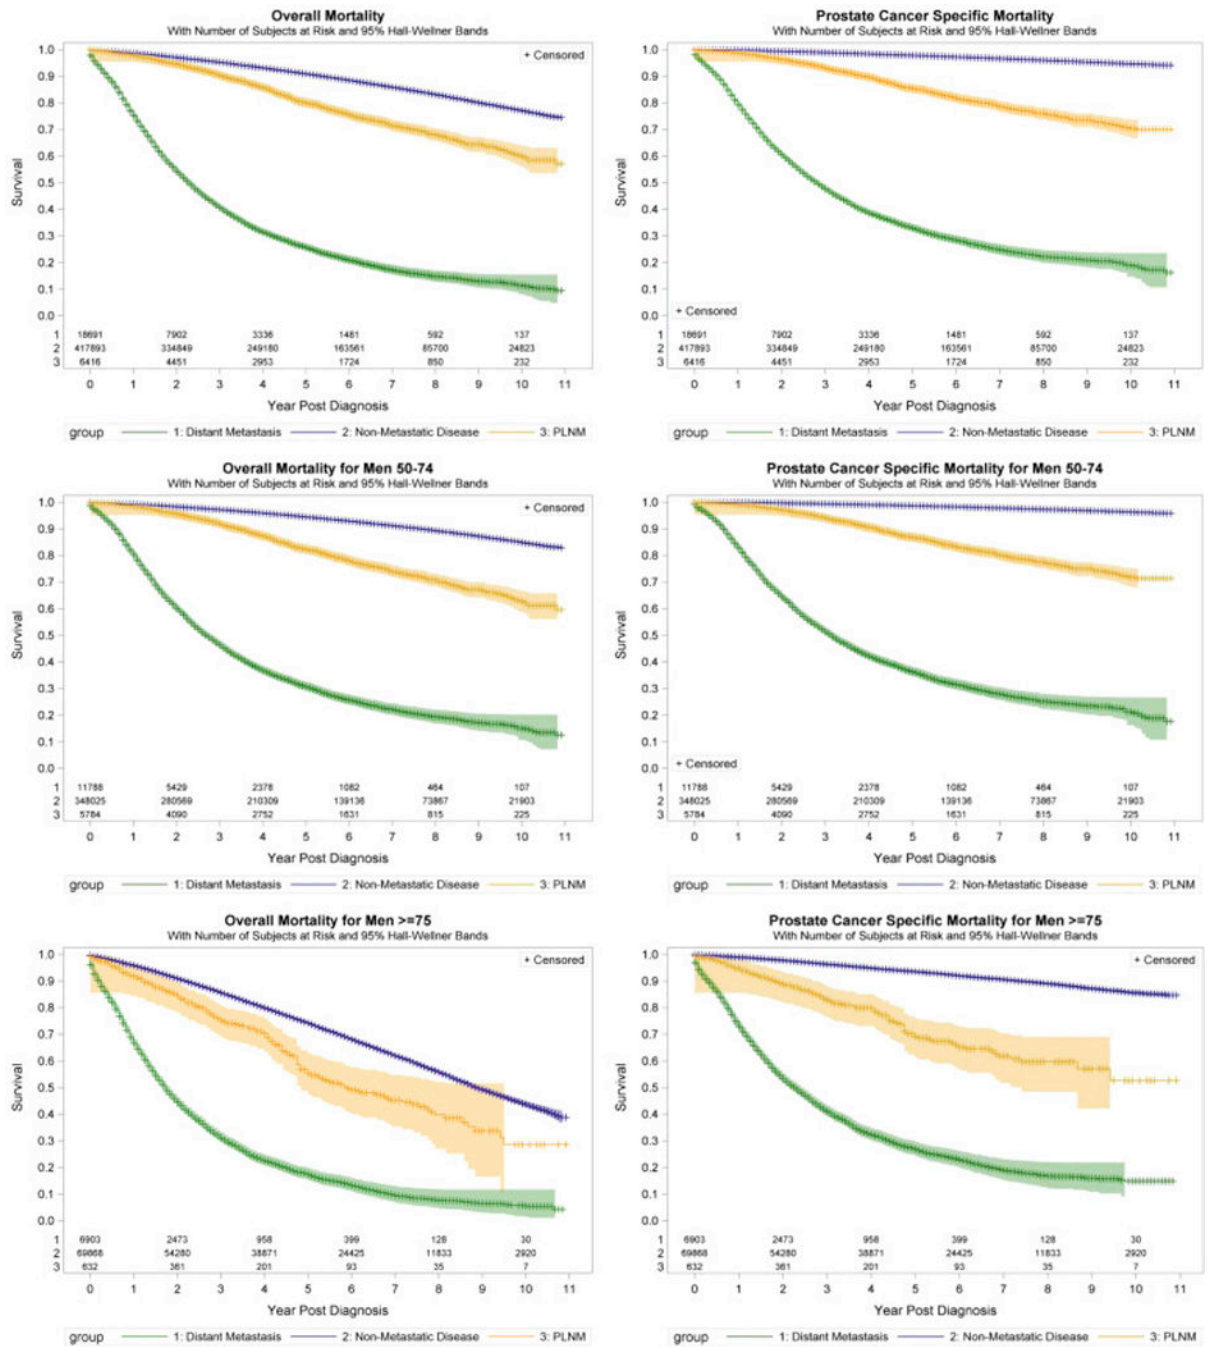 Overall Mortality
With Number of Subjects at Risk and 95% Hall-Wellner Bands
+ Censored
1.0
0.9
0.8
0.7
0.6
0.5
0.4
0.3
0.2
0.1
0.0
Survival
1 18691 7902 3336 1481 592 137
2 417893 334849 249180 163561 85700 24823
3 6416 4451 2953 1724 850 232
0 1 2 3 4 5 6 7 8 9 10 11
Year Post Diagnosis
group 1: Distant Metastasis 2: Non-Metastatic Disease 3: PLNM
Prostate Cancer Specific Mortality
With Number of Subjects at Risk and 95% Hall-Wellner Bands
1.0
0.9
0.8
0.7
0.6
0.5
0.4
0.3
0.2
0.1
0.0
Survival
+ Censored
1 18691 7902 3336 1481 592 137
2 417893 334849 249180 163561 85700 24823
3 6416 4451 2953 1724 850 232
0 1 2 3 4 5 6 7 8 9 10 11
Year Post Diagnosis
group 1: Distant Metastasis 2: Non-Metastatic Disease 3: PLNM
Overall Mortality for Men 50-74
With Number of Subjects at Risk and 95% Hall-Wellner Bands
+ Censored
1.0
0.9
0.8
0.7
0.6
0.5
0.4
0.3
0.2
0.1
0.0
Survival
1 11788 5429 2378 1082 464 107
2 348025 280569 210309 139136 73867 21903
3 5784 4090 2752 1631 815 225
0 1 2 3 4 5 6 7 8 9 10 11
Year Post Diagnosis
group 1: Distant Metastasis 2: Non-Metastatic Disease 3: PLNM
Prostate Cancer Specific Mortality for Men 50-74
With Number of Subjects at Risk and 95% Hall-Wellner Bands
1.0
0.9
0.8
0.7
0.6
0.5
0.4
0.3
0.2
0.1
0.0
Survival
+ Censored
1 11788 5429 2378 1082 464 107
2 348025 280569 210309 139136 73867 21903
3 5784 4090 2752 1631 815 225
0 1 2 3 4 5 6 7 8 9 10 11
Year Post Diagnosis
group 1: Distant Metastasis 2: Non-Metastatic Disease 3: PLNM
Overall Mortality for Men >=75
With Number of Subjects at Risk and 95% Hall-Wellner Bands
+ Censored
1.0
0.9
0.8
0.7
0.6
0.5
0.4
0.3
0.2
0.1
0.0
Survival
1 6903 2473 958 399 128 30
2 69868 54280 38871 24425 11833 2920
3 632 361 201 93 35 7
0 1 2 3 4 5 6 7 8 9 10 11
Year Post Diagnosis
group 1: Distant Metastasis 2: Non-Metastatic Disease 3: PLNM
Prostate Cancer Specific Mortality for Men >=75
With Number of Subjects at Risk and 95% Hall-Wellner Bands
+ Censored
1.0
0.9
0.8
0.7
0.6
0.5
0.4
0.3
0.2
0.1
0.0
Survival
1 6903 2473 958 399 128 30
2 69868 54280 38871 24425 11833 2920
3 632 361 201 93 35 7
0 1 2 3 4 5 6 7 8 9 10 11
Year Post Diagnosis
group 1: Distant Metastasis 2: Non-Metastatic Disease 3: PLNM